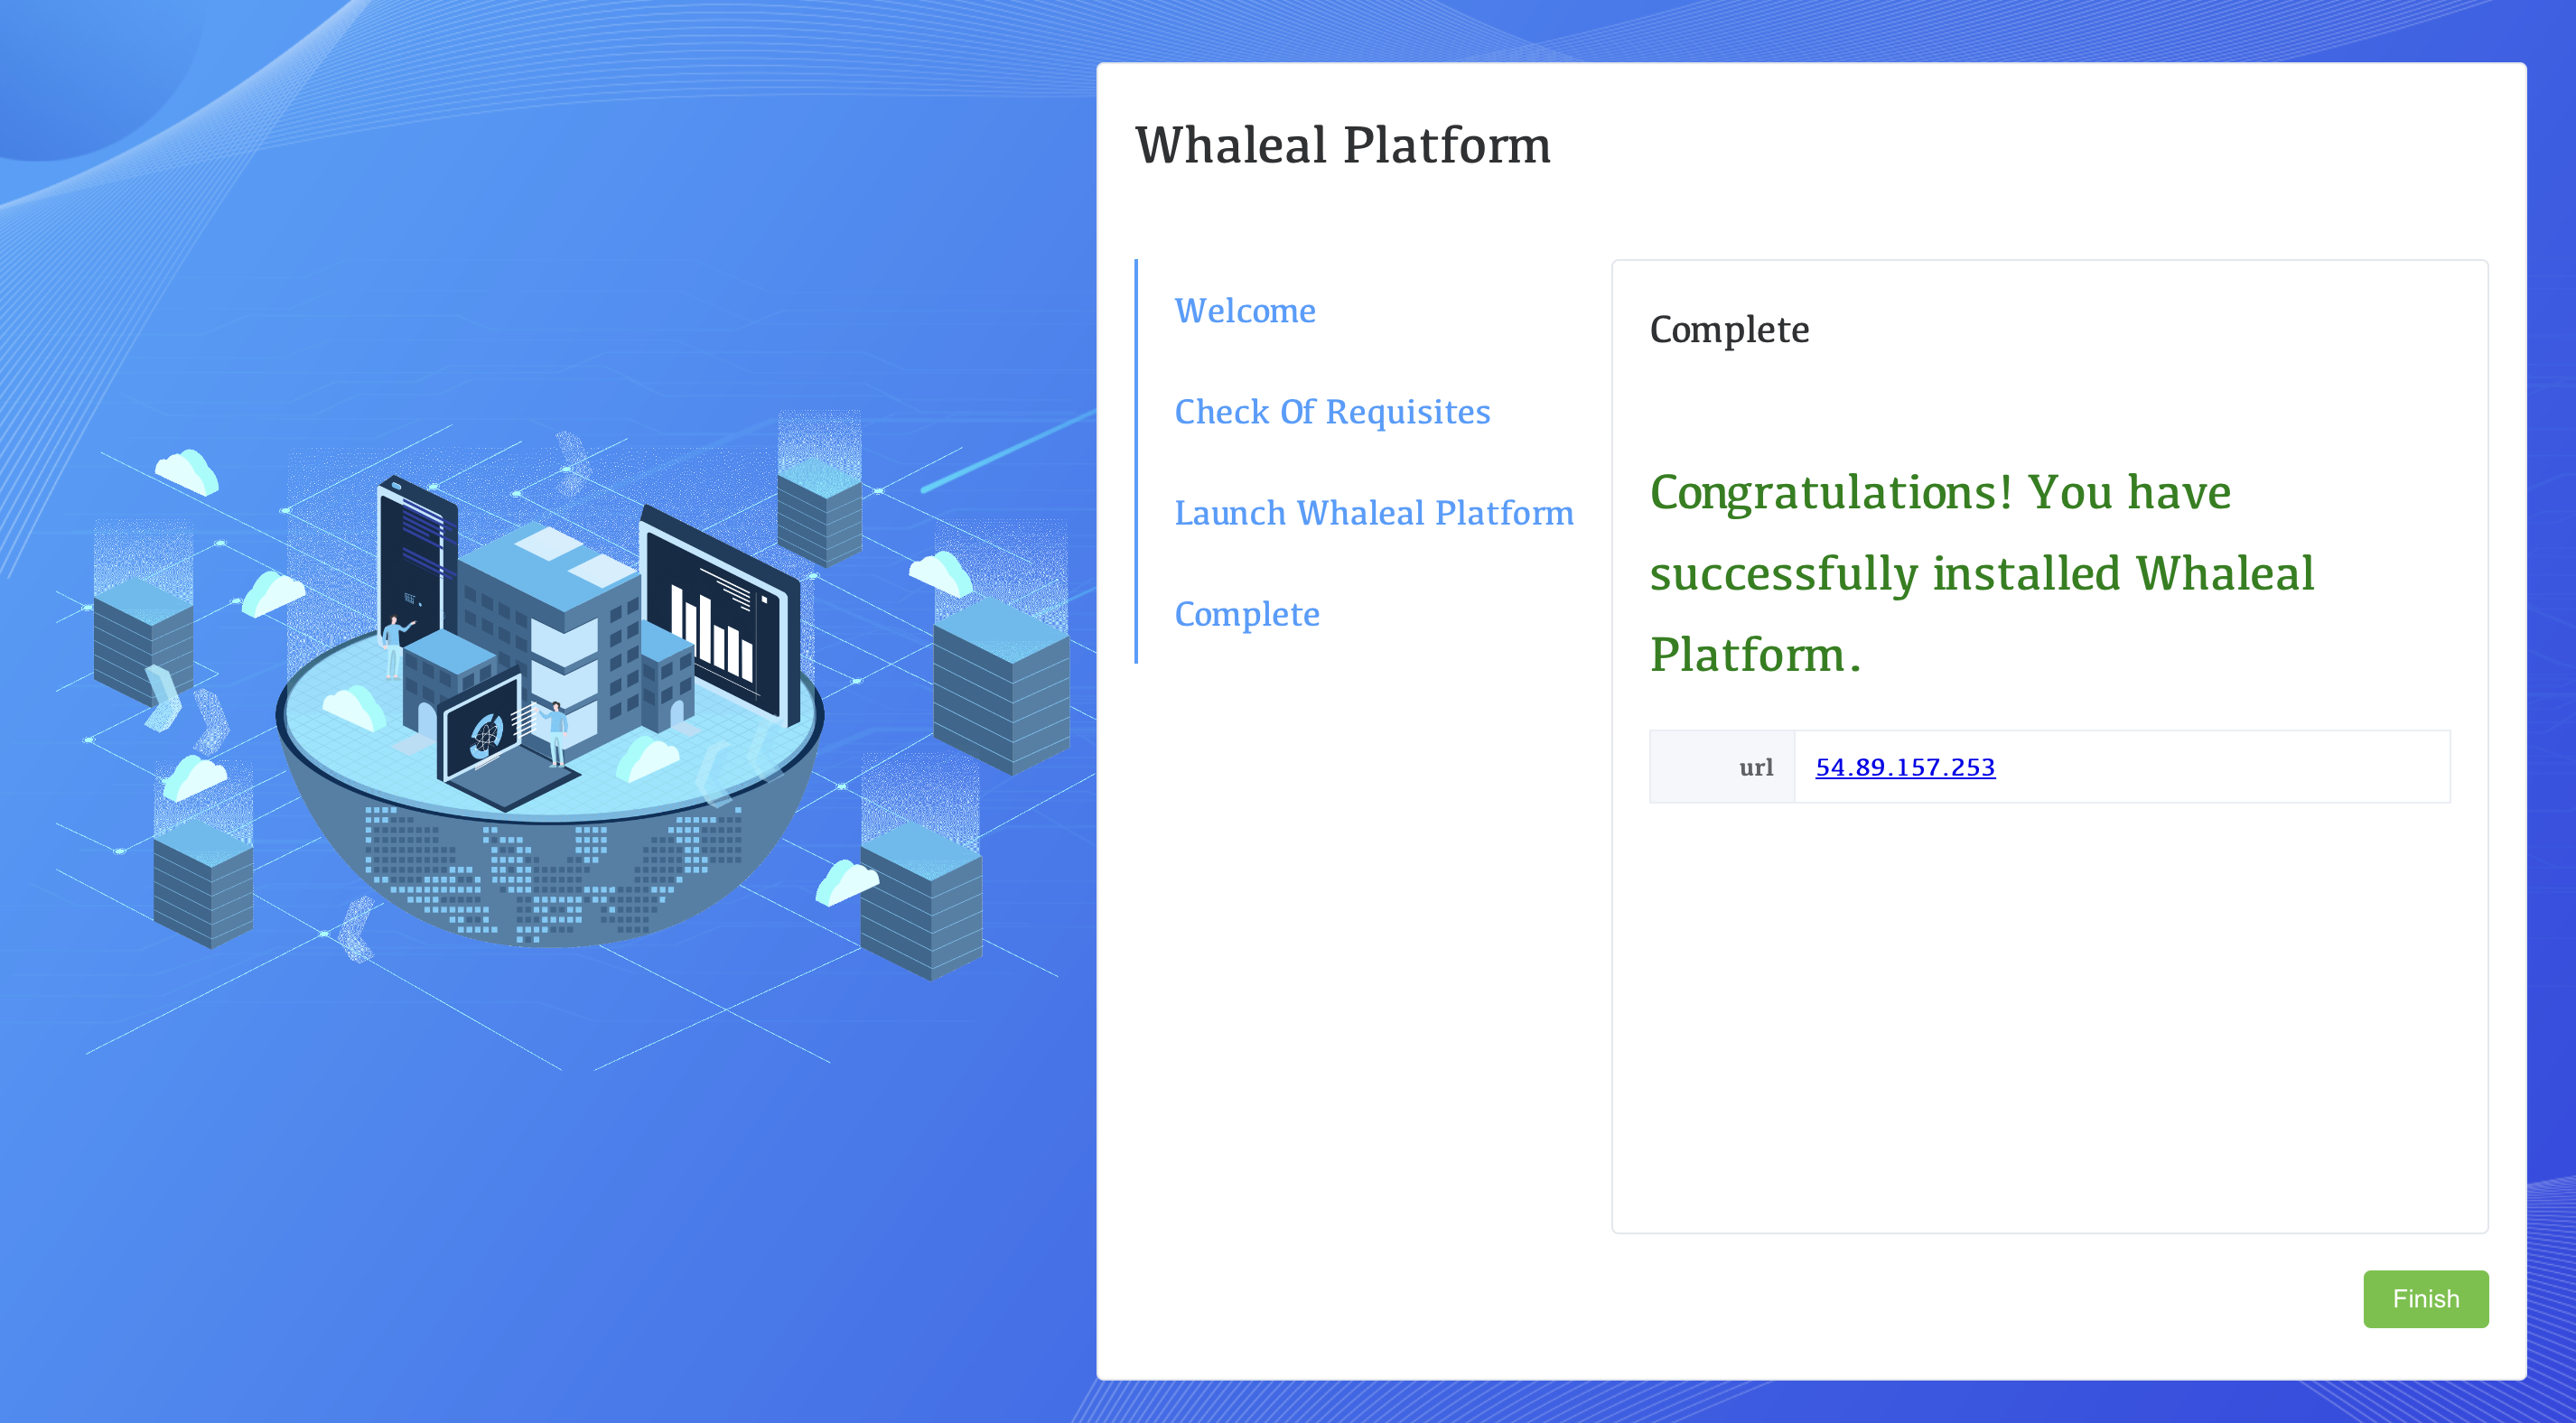 Whaleal Platform
Welcome
Check Of Requisites
Launch Whaleal Platform
Complete
Complete
Congratulations! You have
successfully installed Whaleal
Platform.
url 54.89.157.253
Finish